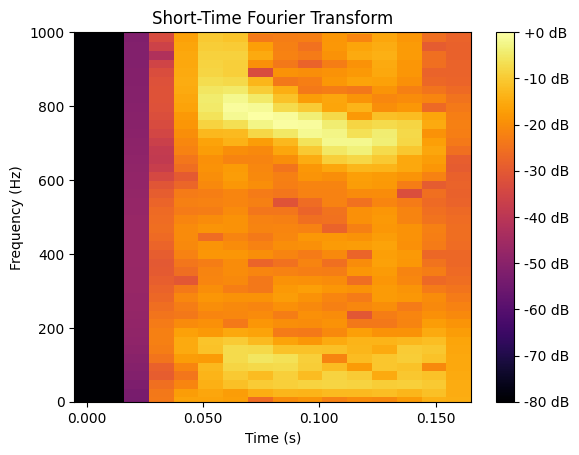 Short-Time Fourier Transform
1000
800
600
400
200
0
Frequency (Hz)
0.000
0.050
0.100
0.150
Time (s)
+0 dB
-10 dB
-20 dB
-30 dB
-40 dB
-50 dB
-60 dB
-70 dB
-80 dB